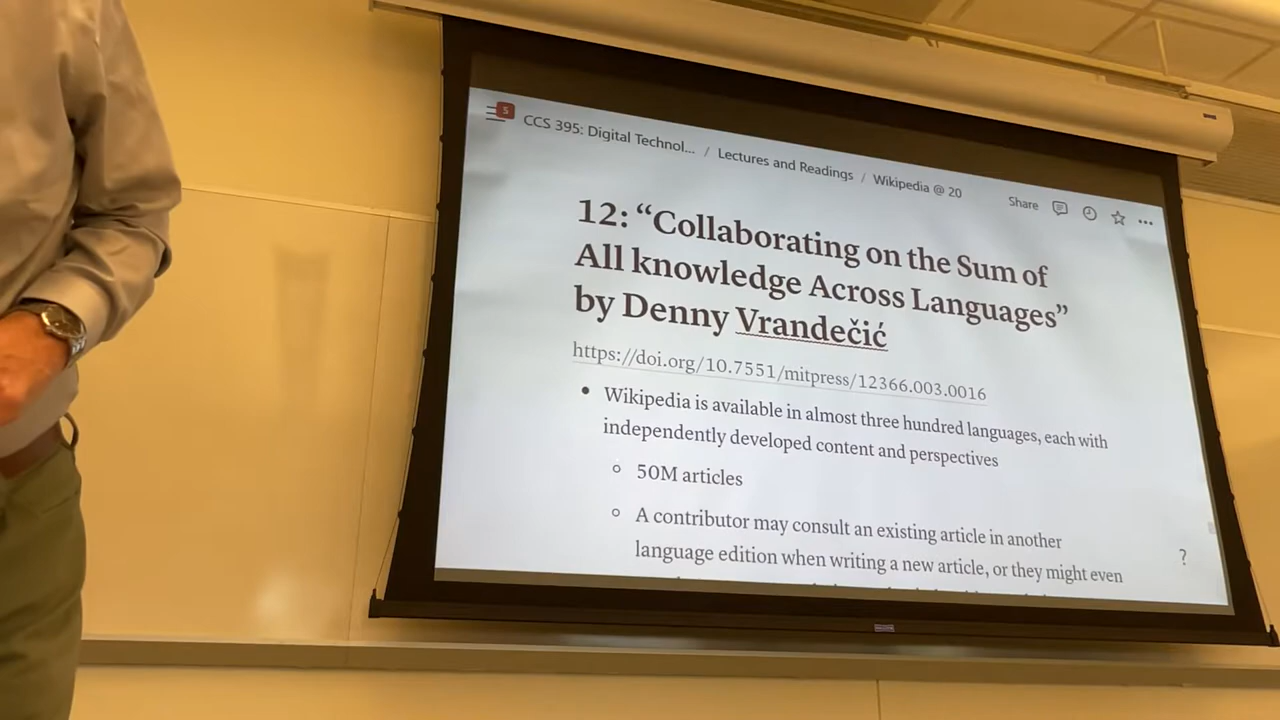 CCS 395: Digital Technol... / Lectures and Readings / Wikipedia @ 20
Share
12: “Collaborating on the Sum of
All knowledge Across Languages”
by Denny Vrandečić
https://doi.org/10.7551/mitpress/12366.003.0016
• Wikipedia is available in almost three hundred languages, each with
independently developed content and perspectives
50M articles
A contributor may consult an existing article in another
language edition when writing a new article, or they might even
?